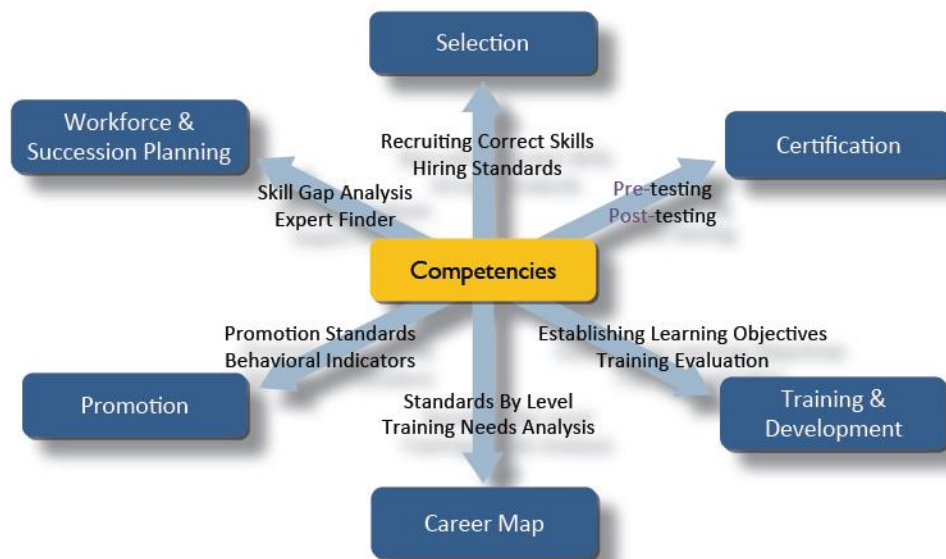 Selection
Workforce &
Succession Planning
Recruiting Correct Skills
Hiring Standards
Certification
Skill Gap Analysis
Expert Finder
Pre-testing
Post-testing
Competencies
Promotion Standards
Behavioral Indicators
Establishing Learning Objectives
Training Evaluation
Promotion
Standards By Level
Training Needs Analysis
Training &
Development
Career Map